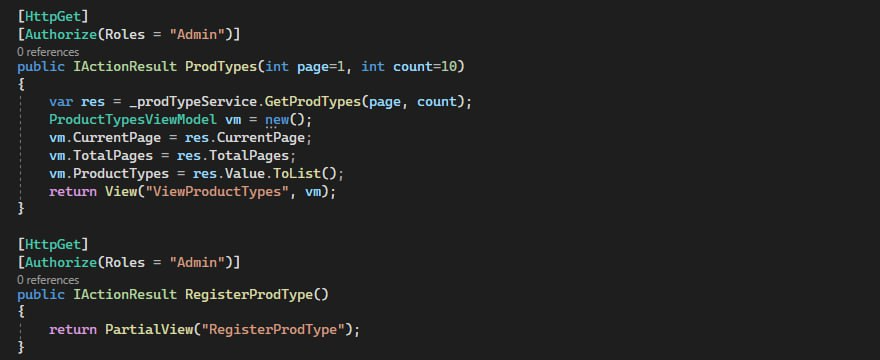 [HttpGet]
[Authorize(Roles = "Admin")]
0 references
public IActionResult ProdTypes(int page=1, int count=10)
{
    var res = _prodTypeService.GetProdTypes(page, count);
    ProductTypesViewModel vm = new();
    vm.CurrentPage = res.CurrentPage;
    vm.TotalPages = res.TotalPages;
    vm.ProductTypes = res.Value.ToList();
    return View("ViewProductTypes", vm);
}
[HttpGet]
[Authorize(Roles = "Admin")]
0 references
public IActionResult RegisterProdType()
{
    return PartialView("RegisterProdType");
}